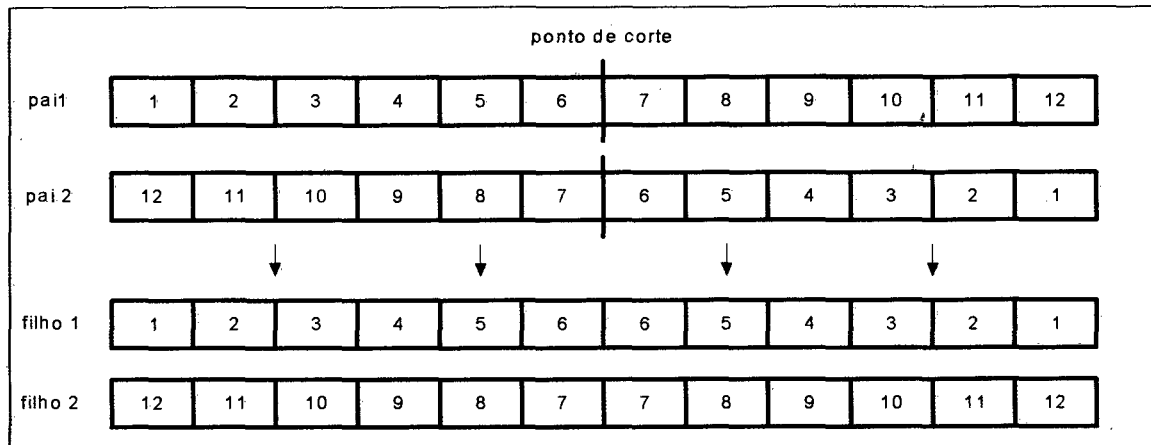 ponto de corte
pai1 1 2 3 4 5 6 7 8 9 10 11 12
pai 2 12 11 10 9 8 7 6 5 4 3 2 1
filho 1 1 2 3 4 5 6 6 5 4 3 2 1
filho 2 12 11 10 9 8 7 7 8 9 10 11 12